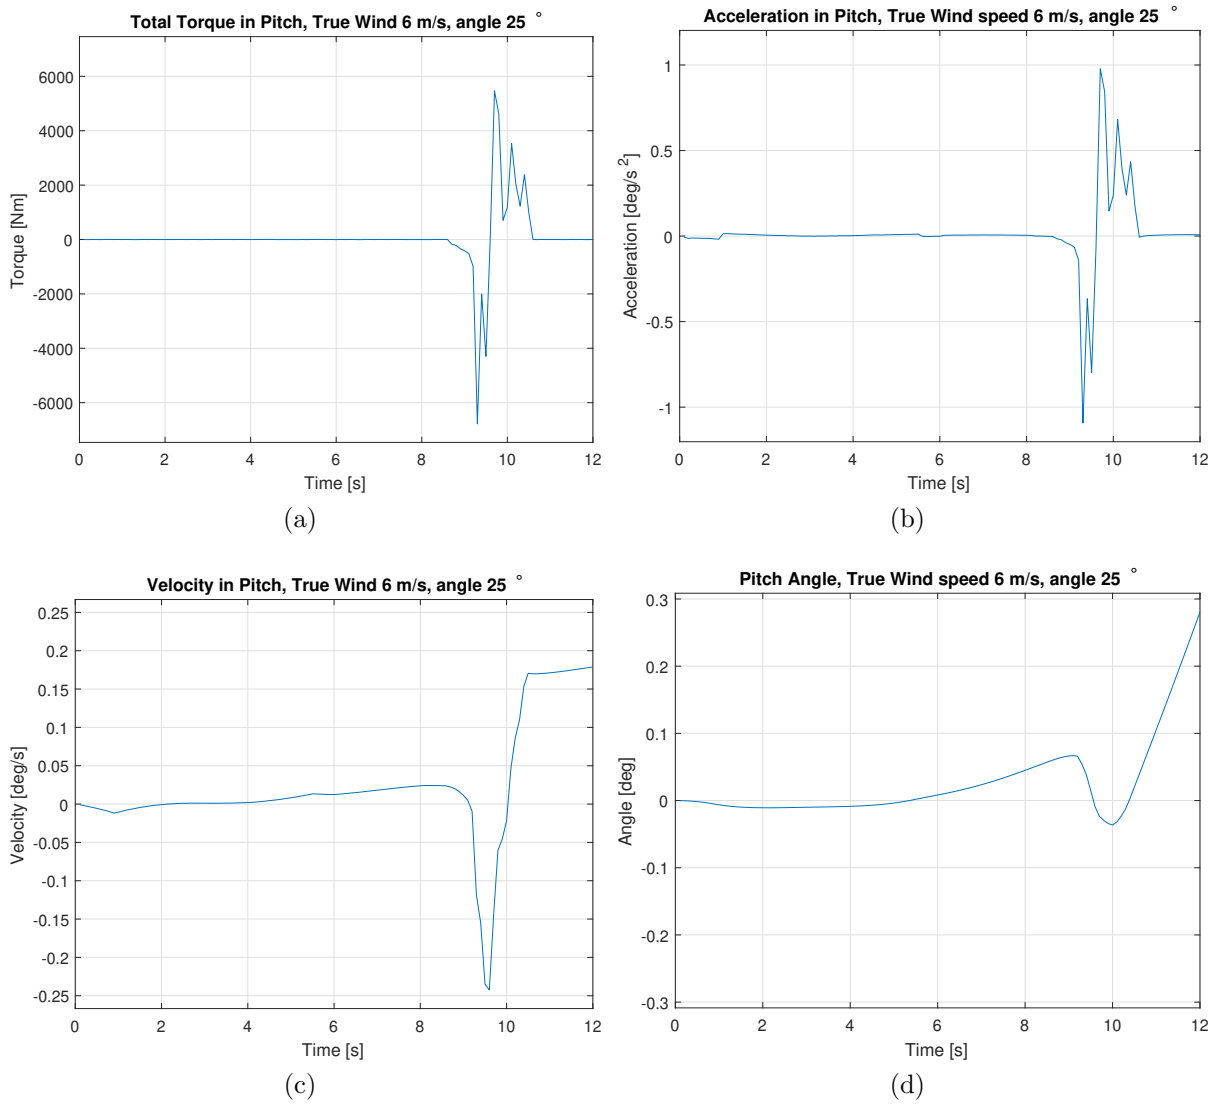 Total Torque in Pitch, True Wind 6 m/s, angle 25 °
6000
4000
2000
0
-2000
-4000
-6000
Torque [Nm]
0 2 4 6 8 10 12
Time [s]
(a)
Acceleration in Pitch, True Wind speed 6 m/s, angle 25 °
1
0.5
0
-0.5
-1
Acceleration [deg/s 2]
0 2 4 6 8 10 12
Time [s]
(b)
Velocity in Pitch, True Wind 6 m/s, angle 25 °
0.25
0.2
0.15
0.1
0.05
0
-0.05
-0.1
-0.15
-0.2
-0.25
Velocity [deg/s]
0 2 4 6 8 10 12
Time [s]
(c)
Pitch Angle, True Wind speed 6 m/s, angle 25 °
0.3
0.2
0.1
0
-0.1
-0.2
-0.3
Angle [deg]
0 2 4 6 8 10 12
Time [s]
(d)